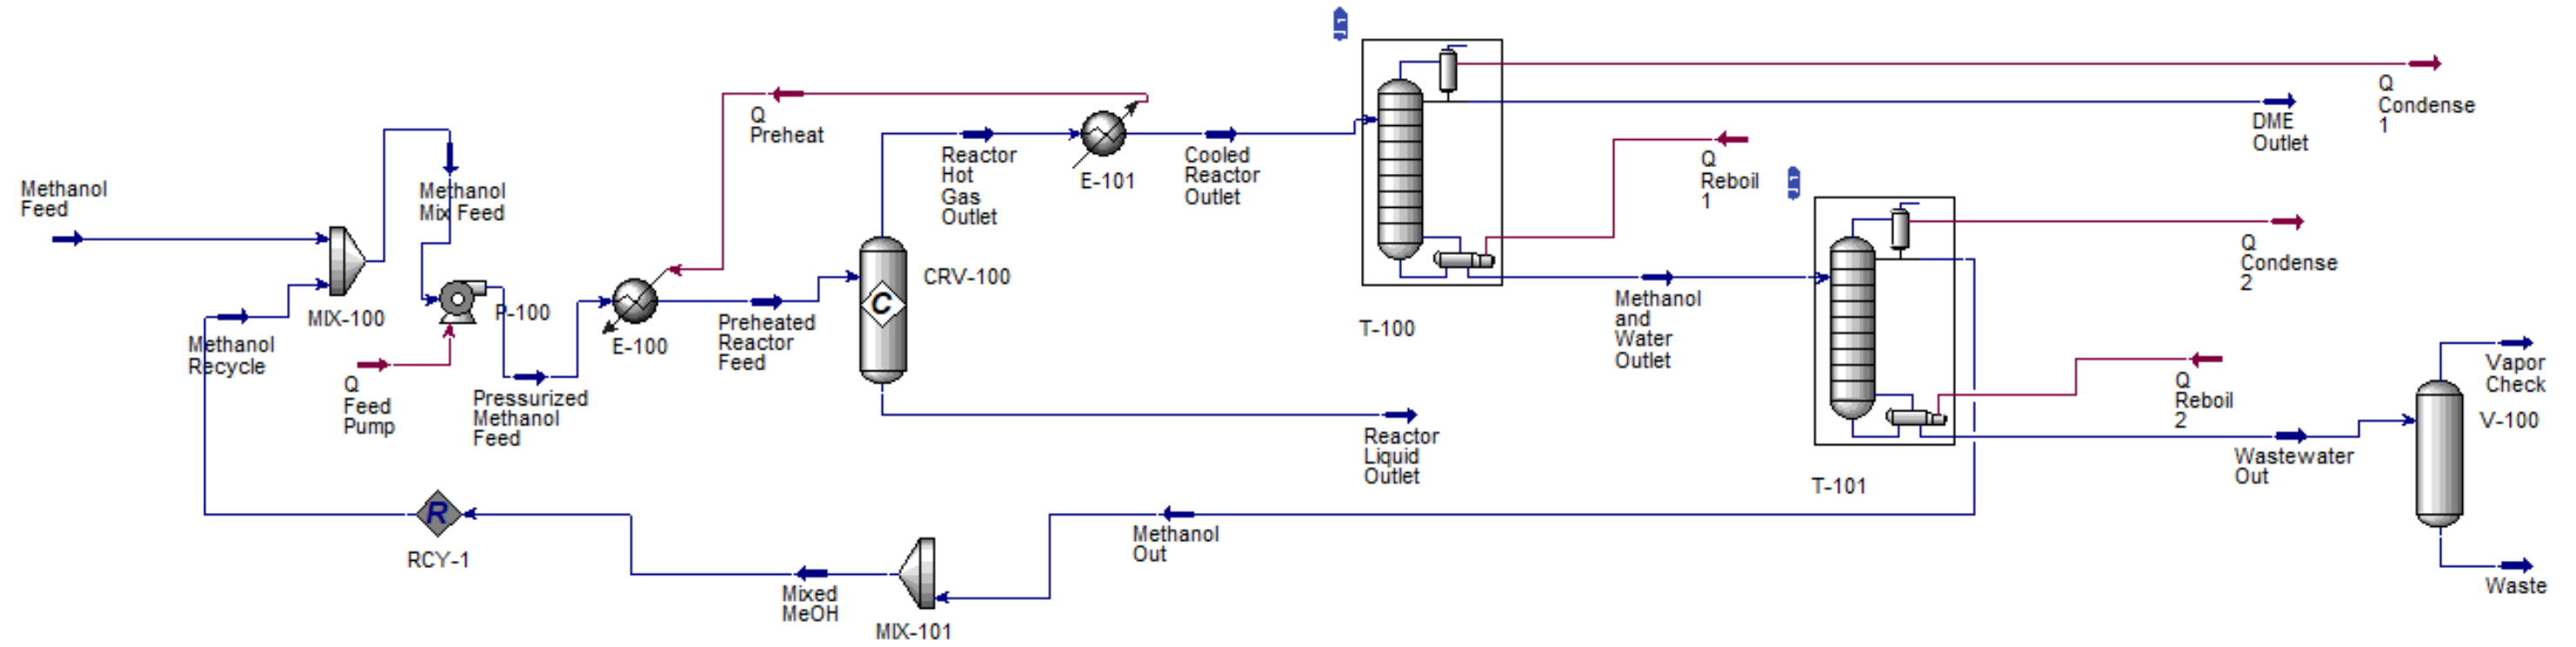 Methanol
Feed
Methanol
Recycle
MIX-100
Methanol
Mix Feed
P-100
Q
Feed
Pump
Pressurized
Methanol
Feed
E-100
Q
Preheat
Preheated
Reactor
Feed
CRV-100
C
Reactor
Hot
Gas
Outlet
E-101
Cooled
Reactor
Outlet
Reactor
Liquid
Outlet
T-100
Q
Condense
1
DME
Outlet
Q
Reboil
1
Methanol
and
Water
Outlet
T-101
Q
Condense
2
Q
Reboil
2
Wastewater
Out
Vapor
Check
V-100
Waste
Methanol
Out
MIX-101
Mixed
MeOH
R
RCY-1